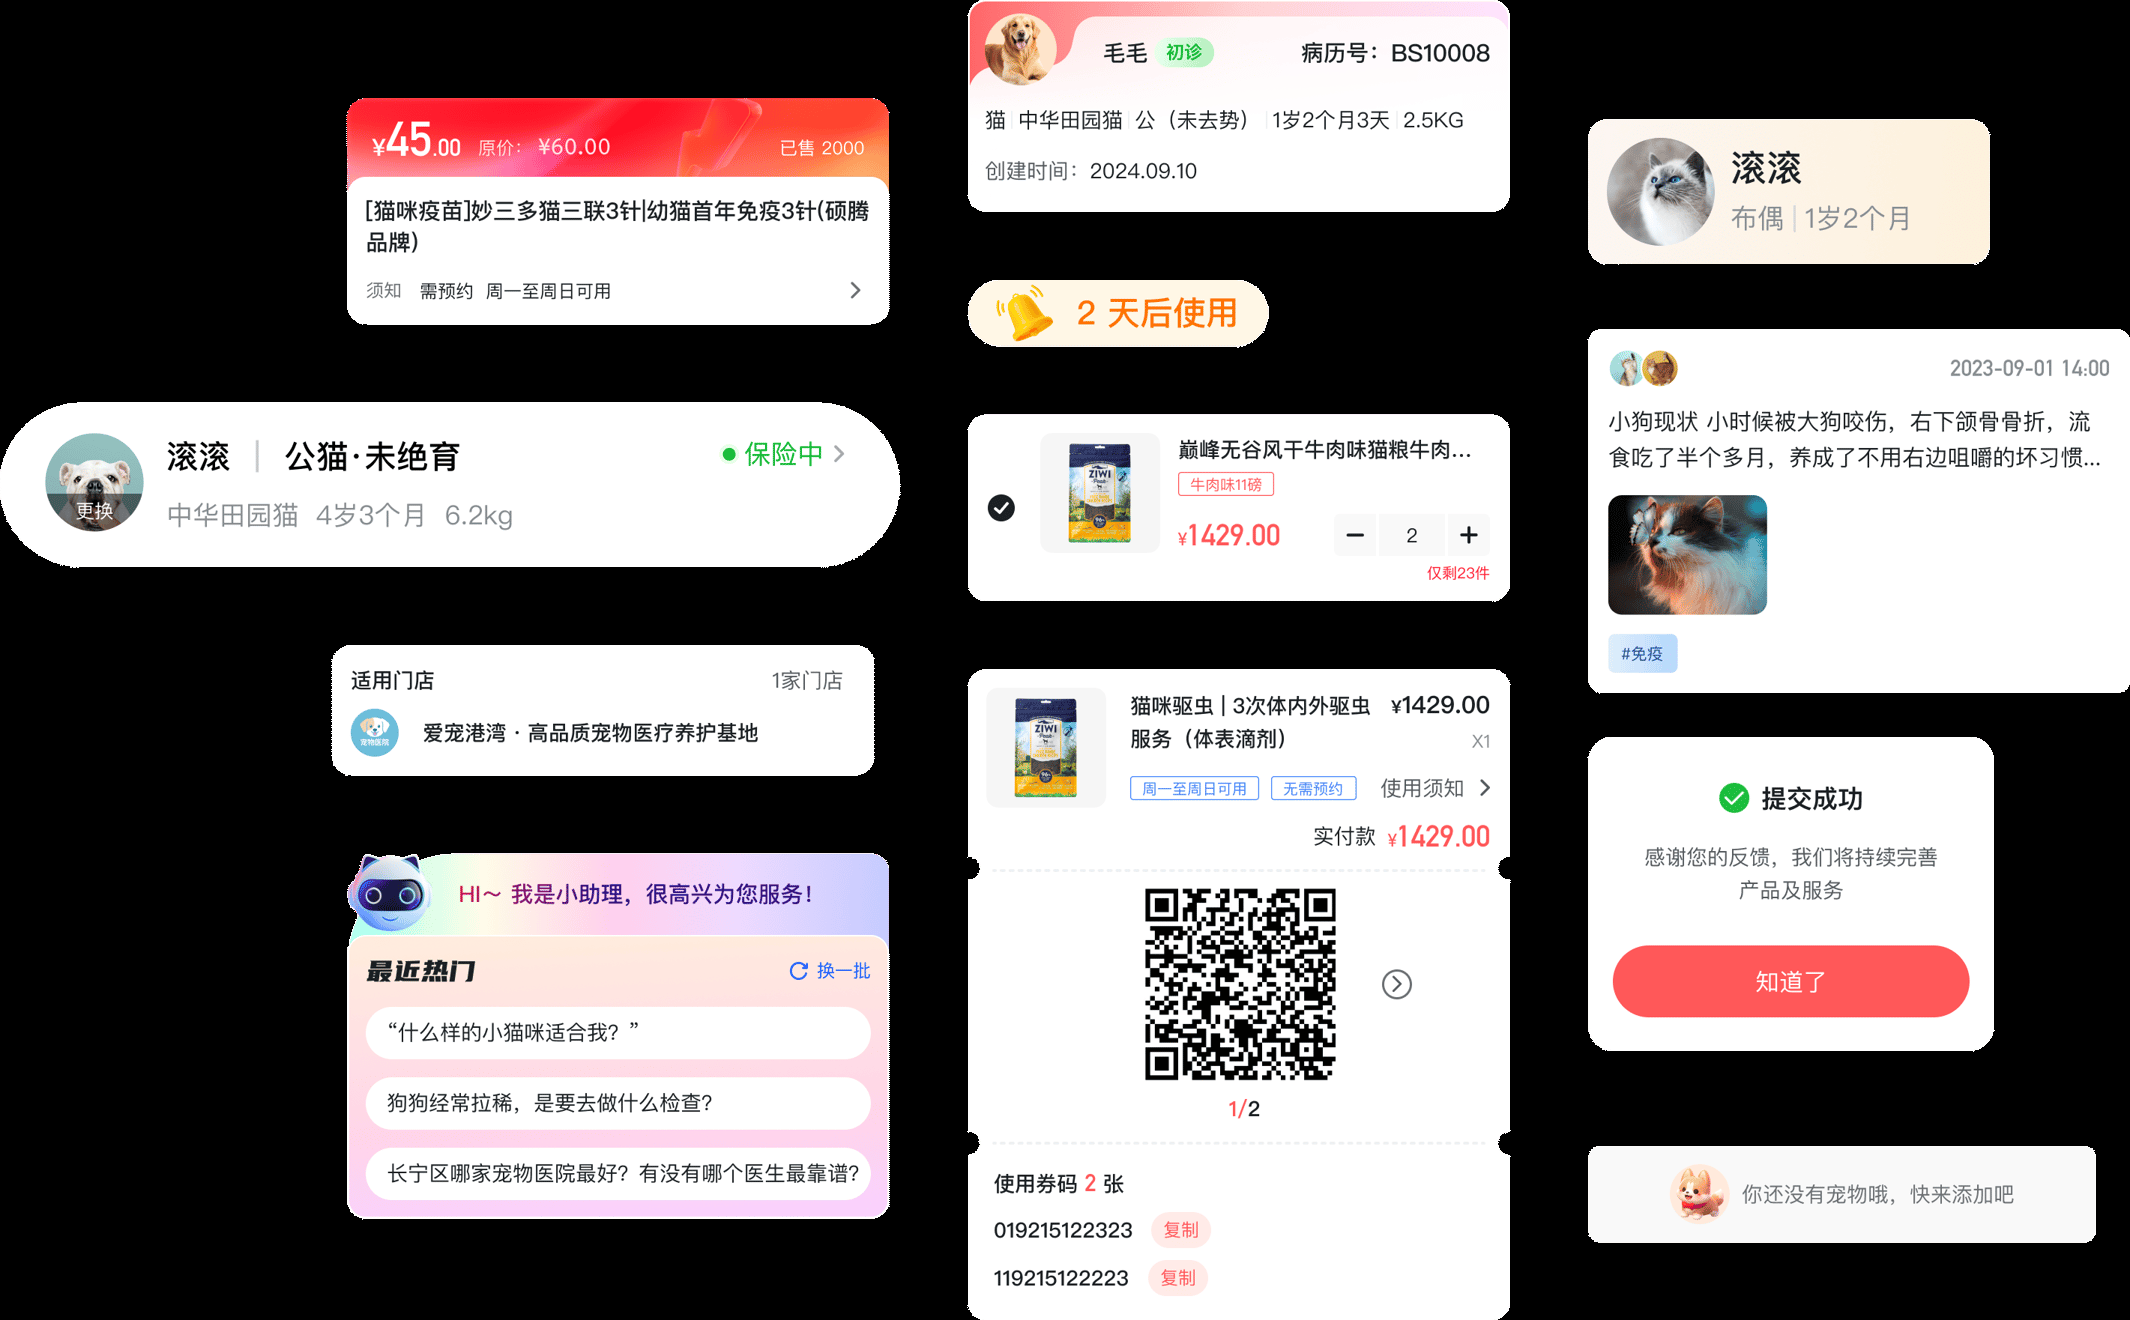 ¥45.00 原价： ¥60.00 已售 2000
[猫咪疫苗]妙三多猫三联3针|幼猫首年免疫3针(硕腾
品牌)
须知 需预约 周一至周日可用
滚滚 | 公猫·未绝育 保险中
更换
中华田园猫 4岁3个月 6.2kg
适用门店 1家门店
宠物医院
爱宠港湾 · 高品质宠物医疗养护基地
HI～ 我是小助理，很高兴为您服务！
最近热门 换一批
“什么样的小猫咪适合我？”
狗狗经常拉稀，是要去做什么检查？
长宁区哪家宠物医院最好？有没有哪个医生最靠谱？
毛毛 初诊 病历号：BS10008
猫 中华田园猫 公（未去势） 1岁2个月3天 2.5KG
创建时间：2024.09.10
2 天后使用
ZIWI
Peak
巅峰无谷风干牛肉味猫粮牛肉...
牛肉味11磅
¥1429.00 2
仅剩23件
ZIWI
Peak
猫咪驱虫 | 3次体内外驱虫 ¥1429.00
服务（体表滴剂） X1
周一至周日可用 无需预约 使用须知
实付款 ¥1429.00
1/2
使用券码 2 张
019215122323 复制
119215122223 复制
滚滚
布偶 | 1岁2个月
2023-09-01 14:00
小狗现状 小时候被大狗咬伤，右下颌骨骨折，流
食吃了半个多月，养成了不用右边咀嚼的坏习惯...
#免疫
提交成功
感谢您的反馈，我们将持续完善
产品及服务
知道了
你还没有宠物哦，快来添加吧